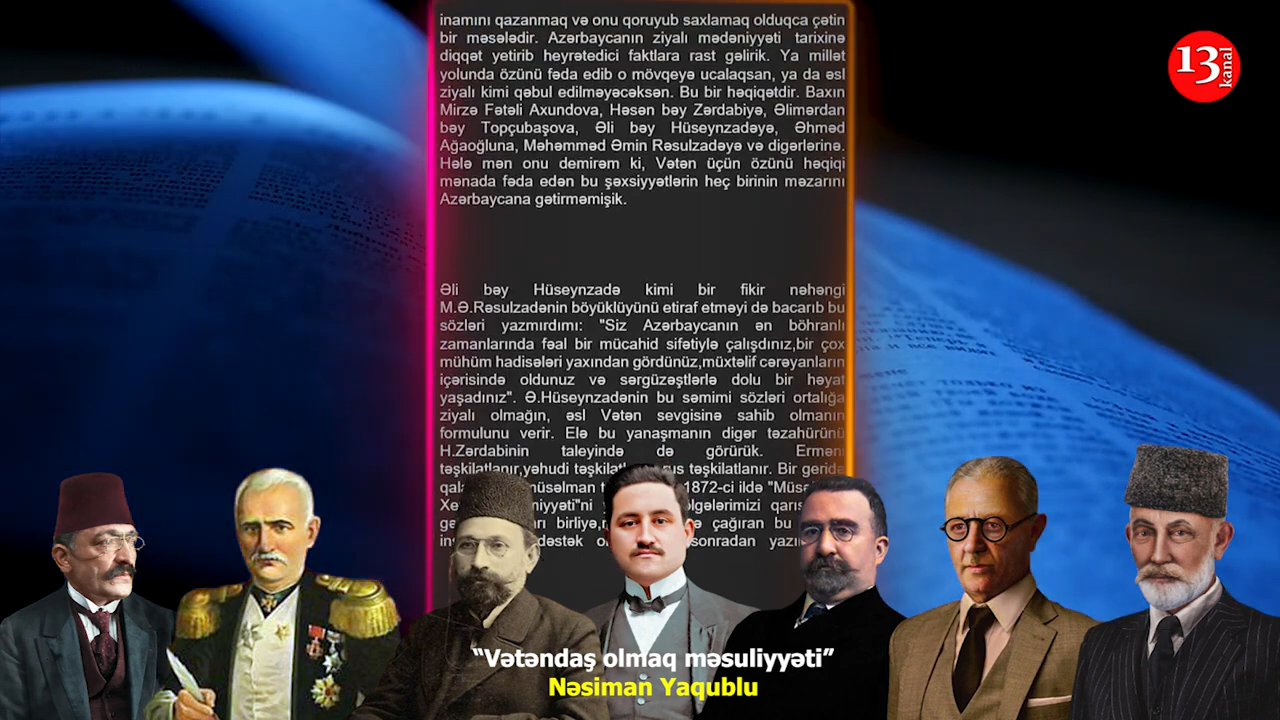 inamını qazanmaq və onu qoruyub saxlamaq olduqca çətin
bir məsələdir. Azərbaycanın ziyalı mədəniyyəti tarixinə
diqqət yetirib heyrətedici faktlara rast gəlirik. Ya millət
yolunda özünü fəda edib o mövqeyə ucalaqsan, ya da əsl
ziyalı kimi qəbul edilməyəcəksən. Bu bir həqiqətdir. Baxın
Mirzə Fətəli Axundova, Həsən bəy Zərdabiyə, Əlimərdan
bəy Topçubaşova, Əli bəy Hüseynzadəyə, Əhməd
Ağaoğluna, Məhəmməd Əmin Rəsulzadəyə və digərlərinə.
Hələ mən onu demirəm ki, Vətən üçün özünü həqiqi
mənada fəda edən bu şəxsiyyətlərin heç birinin məzarını
Azərbaycana gətirməmişik.
Əli bəy Hüseynzadə kimi bir fikir nəhəngi
M.Ə.Rəsulzadənin böyüklüyünü etiraf etməyi də bacarıb bu
sözləri yazmırdımı: "Siz Azərbaycanın ən böhranlı
zamanlarında fəal bir mücahid sifətiylə çalışdınız,bir çox
mühüm hadisələri yaxından gördünüz,müxtəlif cərəyanların
içərisində oldunuz və sərgüzəştlərlə dolu bir həyat
yaşadınız". Ə.Hüseynzadənin bu səmimi sözləri ortalığa
ziyalı olmağın, əsl Vətən sevgisinə sahib olmanın
formulunu verir. Elə bu yanaşmanın digər təzahürünü
H.Zərdabinin taleyində də görürük. Erməni
təşkilatlanır,yəhudi rus təşkilatlanır. Bir geridə
müsəlman 1872-ci ildə
birliyə, çağıran bu
sonradan
13 kanal
“Vətəndaş olmaq məsuliyyəti”
Nəsiman Yaqublu